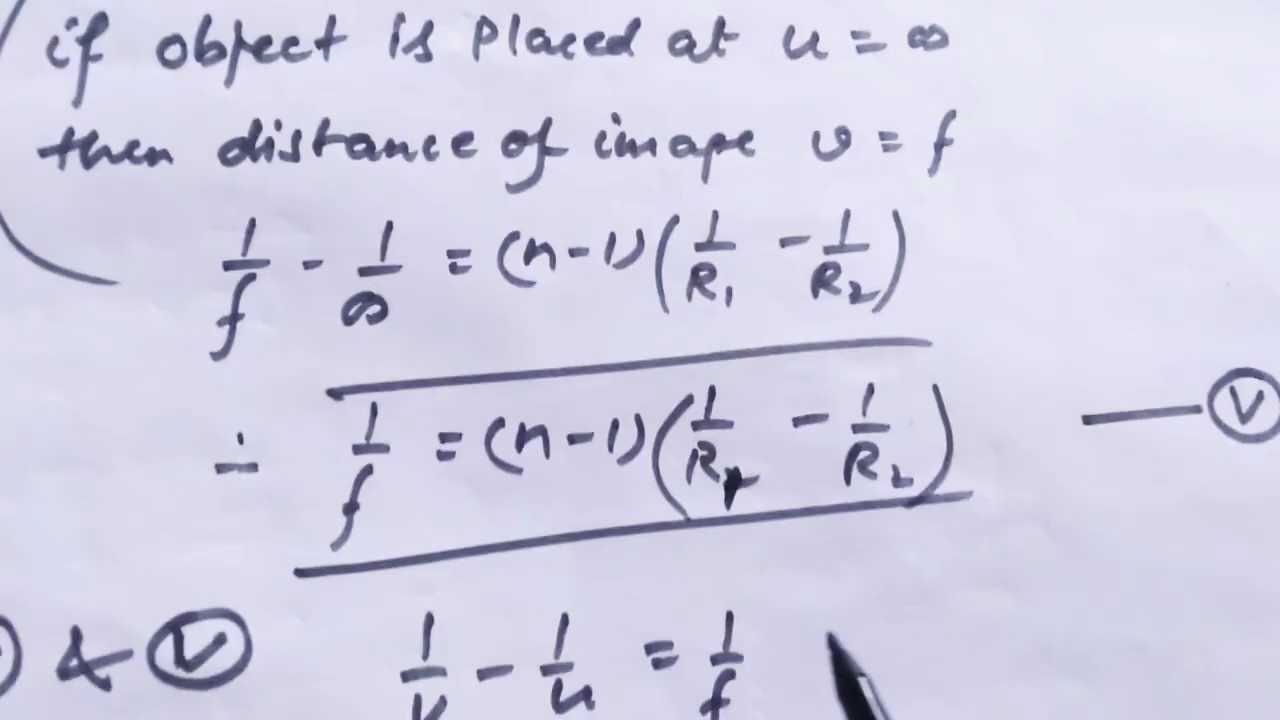 if object is placed at u = ∞
then distance of image v = f
1/f - 1/∞ = (n-1)(1/R₁ - 1/R₂)
∴ 1/f = (n-1)(1/R₁ - 1/R₂) — Ⓥ
& Ⓥ 1/v - 1/u = 1/f